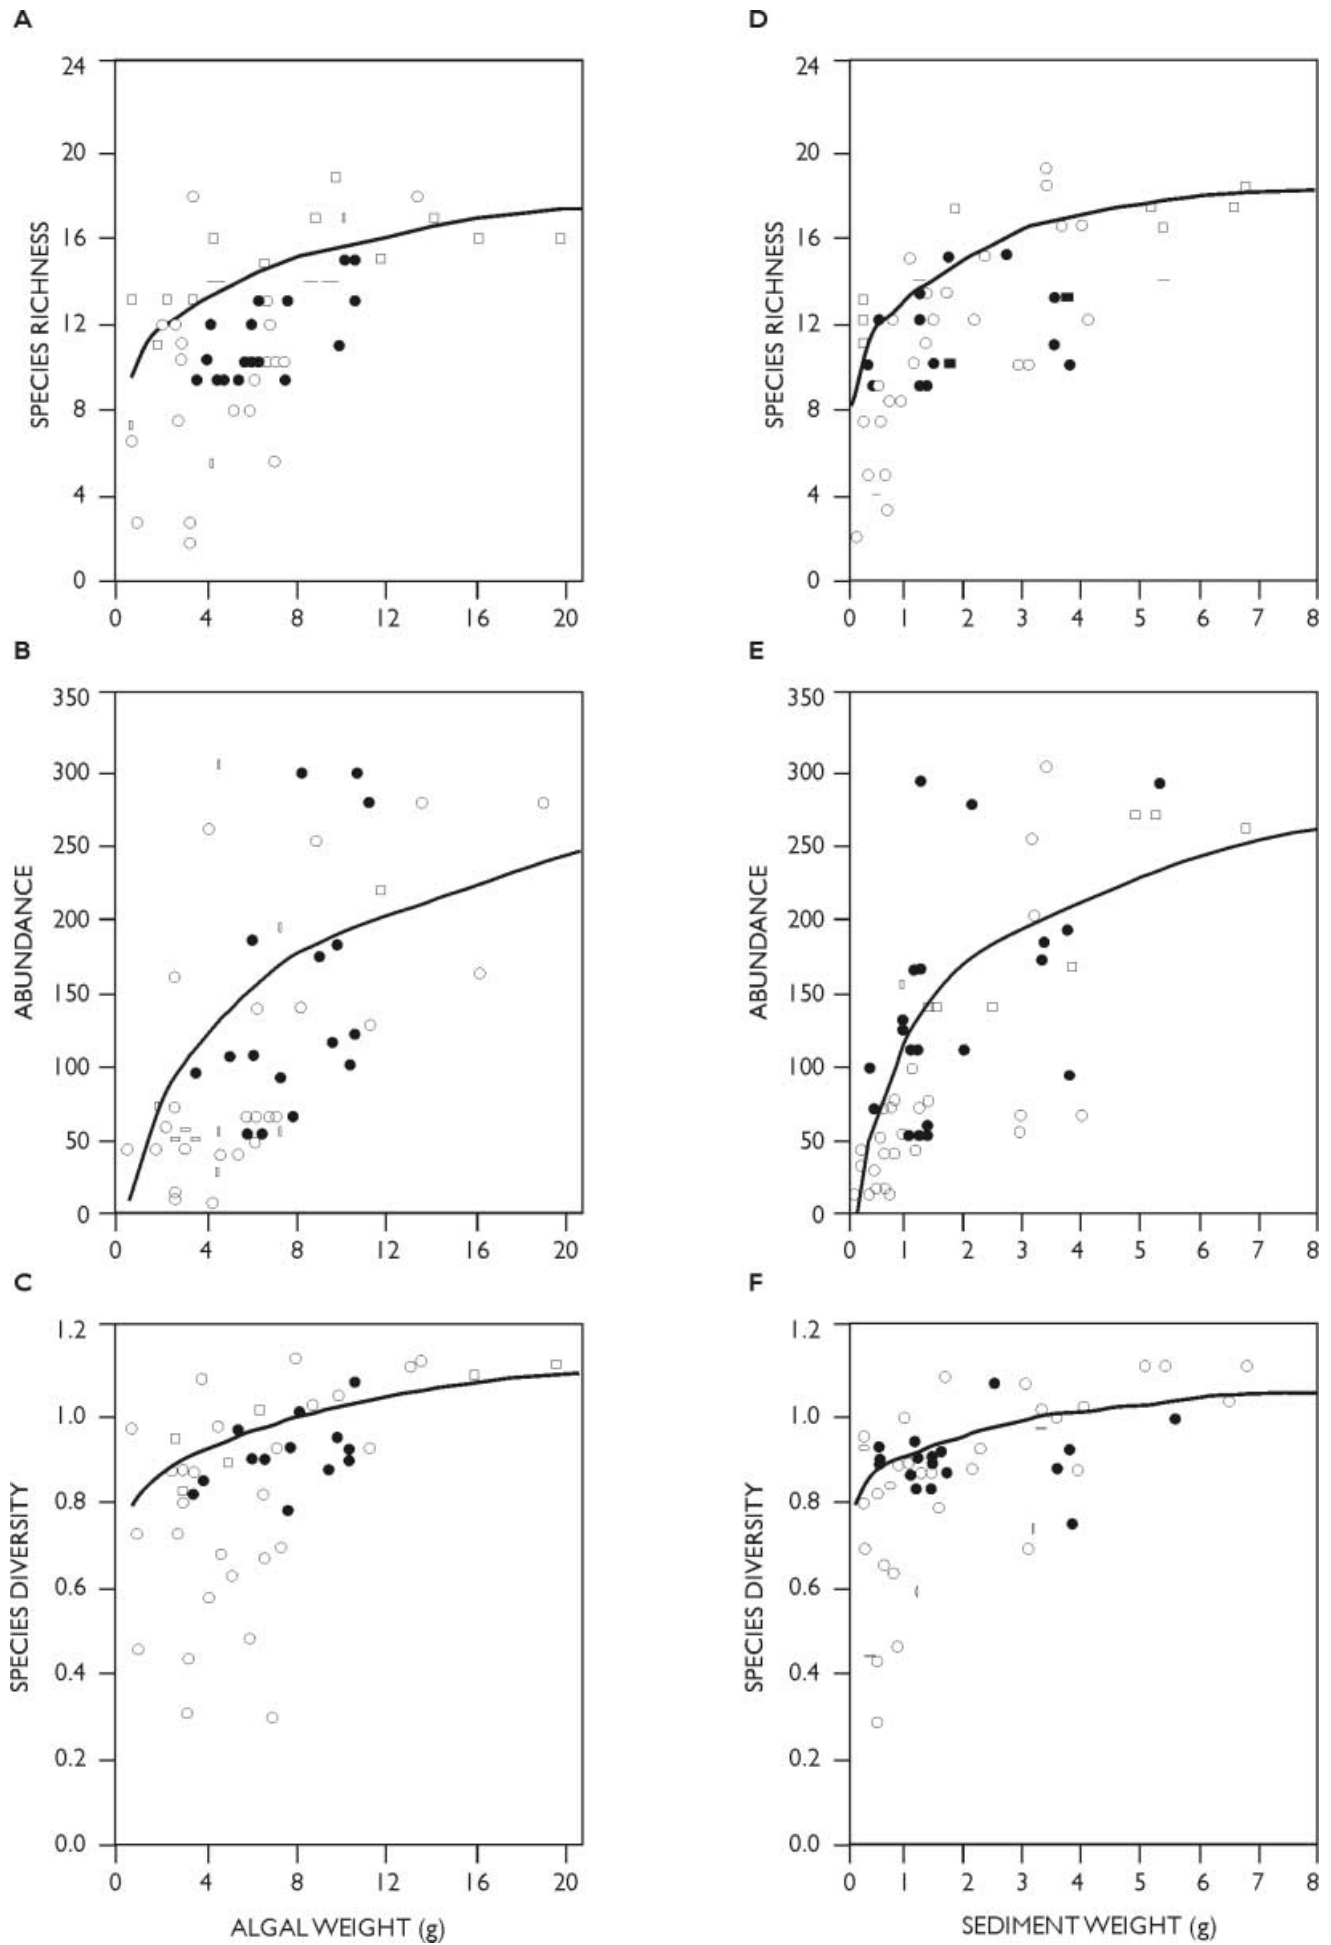 A
24
20
16
12
8
4
0
SPECIES RICHNESS
0 4 8 12 16 20
D
24
20
16
12
8
4
0
SPECIES RICHNESS
0 1 2 3 4 5 6 7 8
B
350
300
250
200
150
100
50
0
ABUNDANCE
0 4 8 12 16 20
E
350
300
250
200
150
100
50
0
ABUNDANCE
0 1 2 3 4 5 6 7 8
C
1.2
1.0
0.8
0.6
0.4
0.2
0.0
SPECIES DIVERSITY
0 4 8 12 16 20
ALGAL WEIGHT (g)
F
1.2
1.0
0.8
0.6
0.4
0.2
0.0
SPECIES DIVERSITY
0 1 2 3 4 5 6 7 8
SEDIMENT WEIGHT (g)